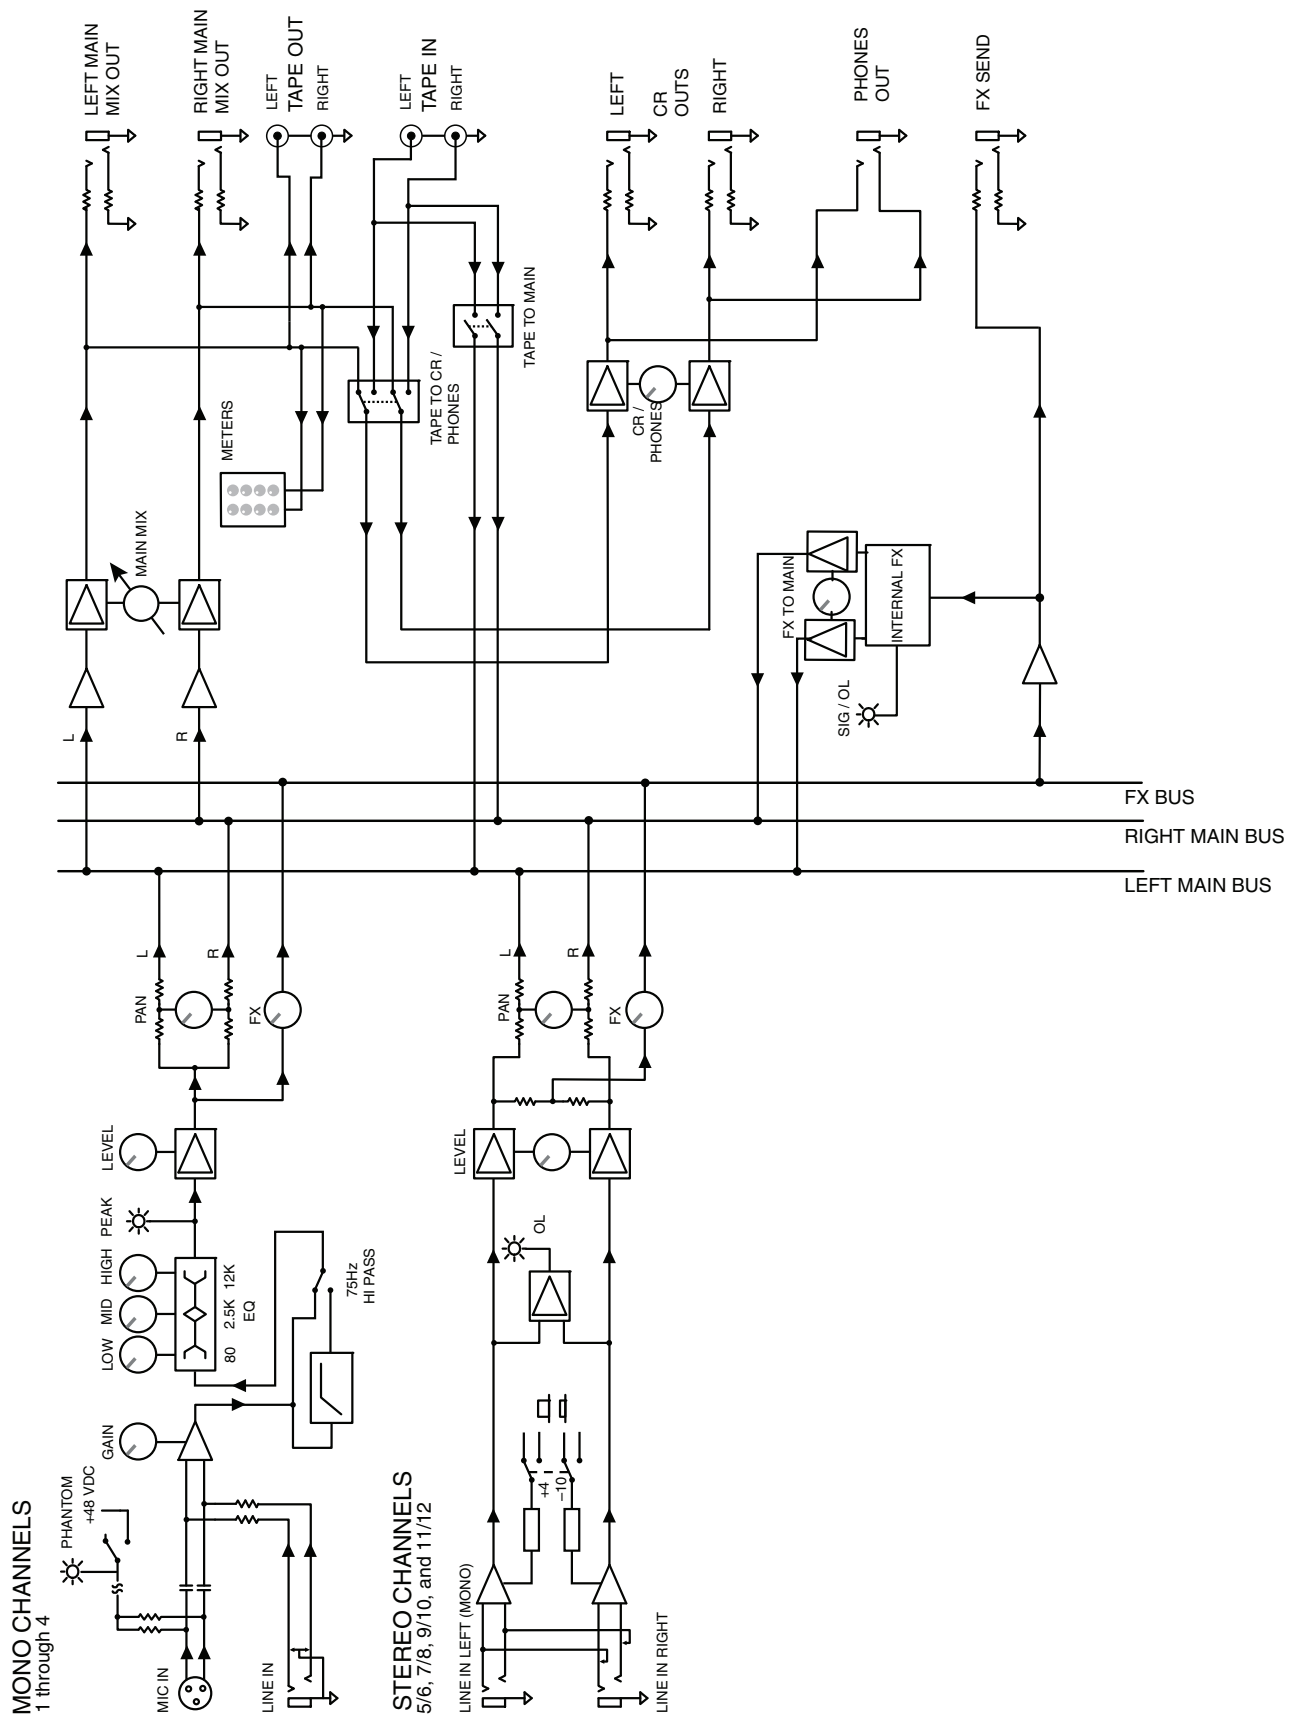 LEFT MAIN
MIX OUT
RIGHT MAIN
MIX OUT
LEFT
TAPE OUT
RIGHT
LEFT
TAPE IN
RIGHT
LEFT
CR
OUTS
RIGHT
PHONES
OUT
FX SEND
METERS
TAPE TO CR /
PHONES
TAPE TO MAIN
CR /
PHONES
MAIN MIX
L
R
FX TO MAIN
INTERNAL FX
SIG / OL
FX BUS
RIGHT MAIN BUS
LEFT MAIN BUS
L
R
PAN
FX
L
R
PAN
FX
LEVEL
PEAK
HIGH
MID
LOW
12K
2.5K
80
EQ
75Hz
HI PASS
GAIN
PHANTOM
+48 VDC
MONO CHANNELS
1 through 4
MIC IN
LINE IN
LEVEL
OL
+4
–10
STEREO CHANNELS
5/6, 7/8, 9/10, and 11/12
LINE IN LEFT (MONO)
LINE IN RIGHT